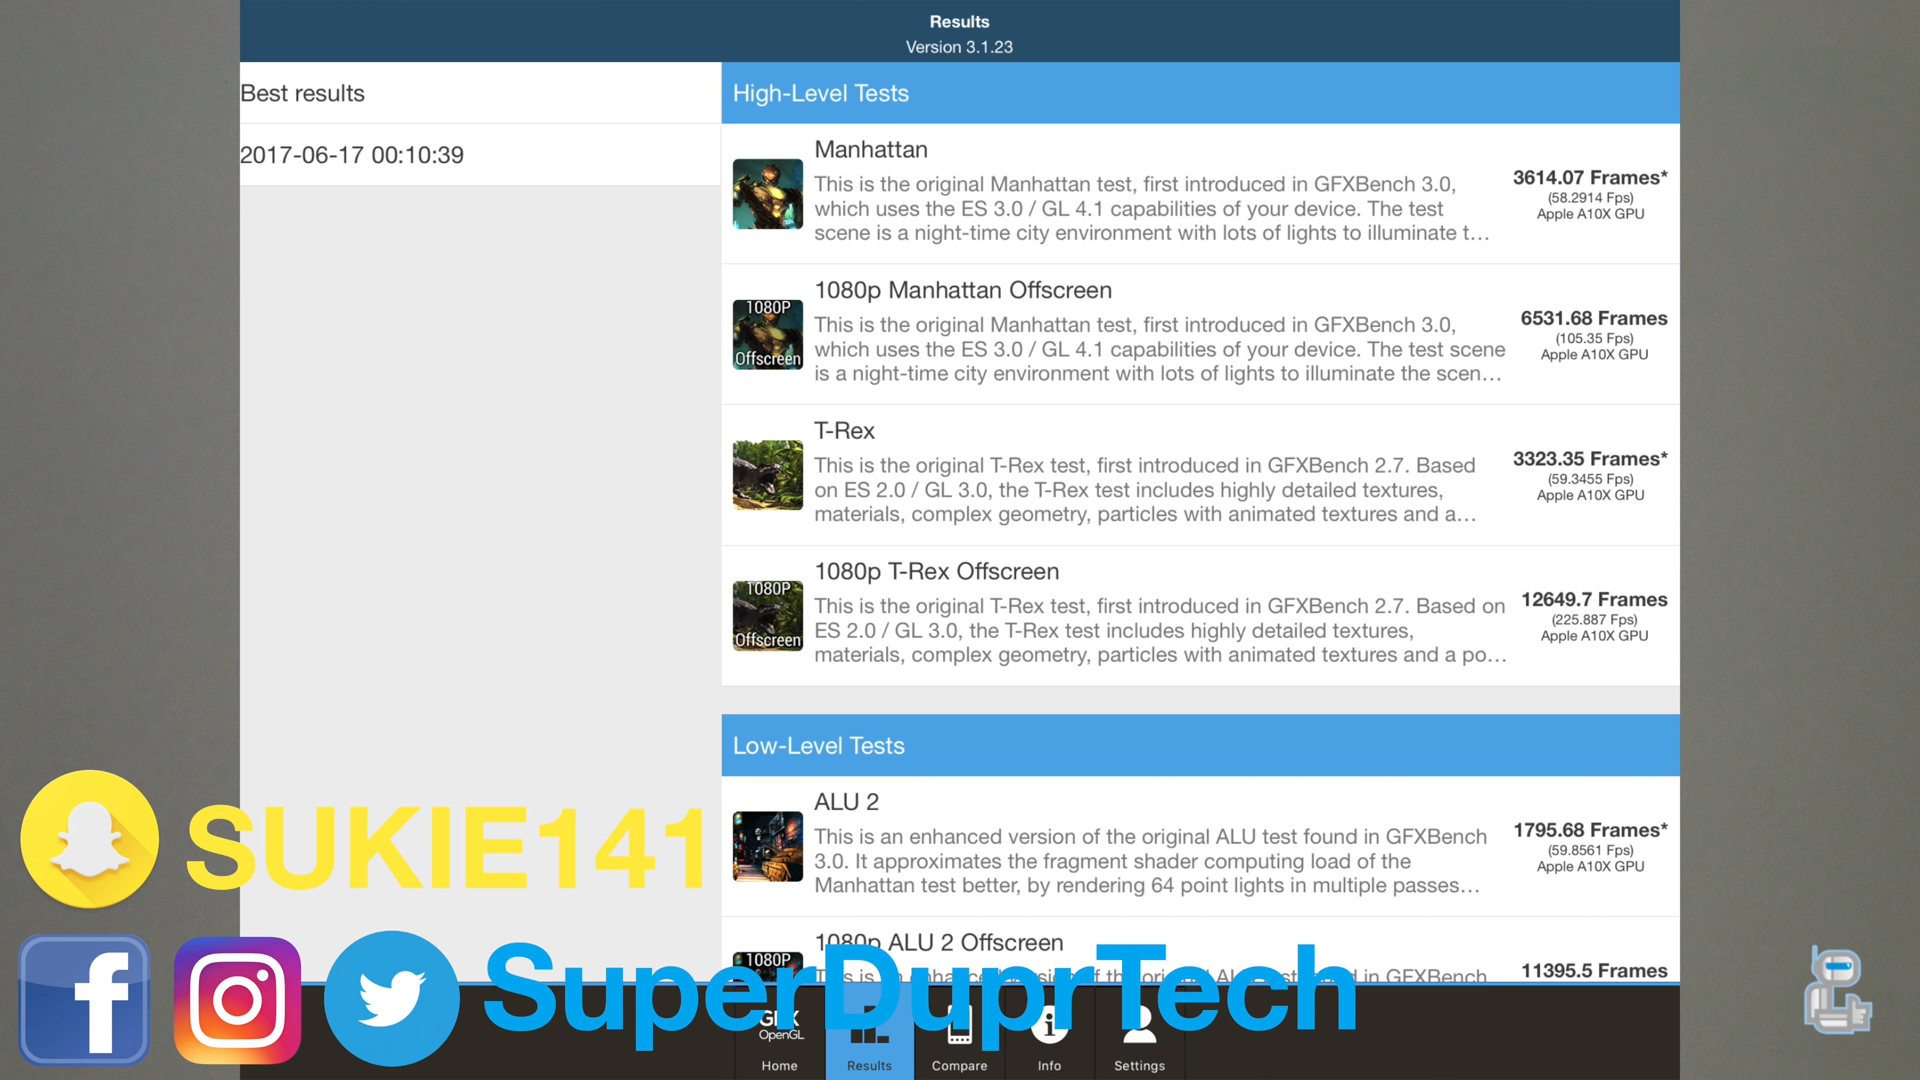 Results
Version 3.1.23
Best results
2017-06-17 00:10:39
High-Level Tests
Manhattan
This is the original Manhattan test, first introduced in GFXBench 3.0,
which uses the ES 3.0 / GL 4.1 capabilities of your device. The test
scene is a night-time city environment with lots of lights to illuminate t...
3614.07 Frames*
(58.2914 Fps)
Apple A10X GPU
1080P
Offscreen
1080p Manhattan Offscreen
This is the original Manhattan test, first introduced in GFXBench 3.0,
which uses the ES 3.0 / GL 4.1 capabilities of your device. The test scene
is a night-time city environment with lots of lights to illuminate the scen...
6531.68 Frames
(105.35 Fps)
Apple A10X GPU
T-Rex
This is the original T-Rex test, first introduced in GFXBench 2.7. Based
on ES 2.0 / GL 3.0, the T-Rex test includes highly detailed textures,
materials, complex geometry, particles with animated textures and a...
3323.35 Frames*
(59.3455 Fps)
Apple A10X GPU
1080P
Offscreen
1080p T-Rex Offscreen
This is the original T-Rex test, first introduced in GFXBench 2.7. Based on
ES 2.0 / GL 3.0, the T-Rex test includes highly detailed textures,
materials, complex geometry, particles with animated textures and a po...
12649.7 Frames
(225.887 Fps)
Apple A10X GPU
Low-Level Tests
ALU 2
This is an enhanced version of the original ALU test found in GFXBench
3.0. It approximates the fragment shader computing load of the
Manhattan test better, by rendering 64 point lights in multiple passes...
1795.68 Frames*
(59.8561 Fps)
Apple A10X GPU
SUKIE141
1080P
1080p ALU 2 Offscreen
This is in GFXBench
11395.5 Frames
SuperDuprTech
GFX
OpenGL
Home
Results
Compare
Info
Settings